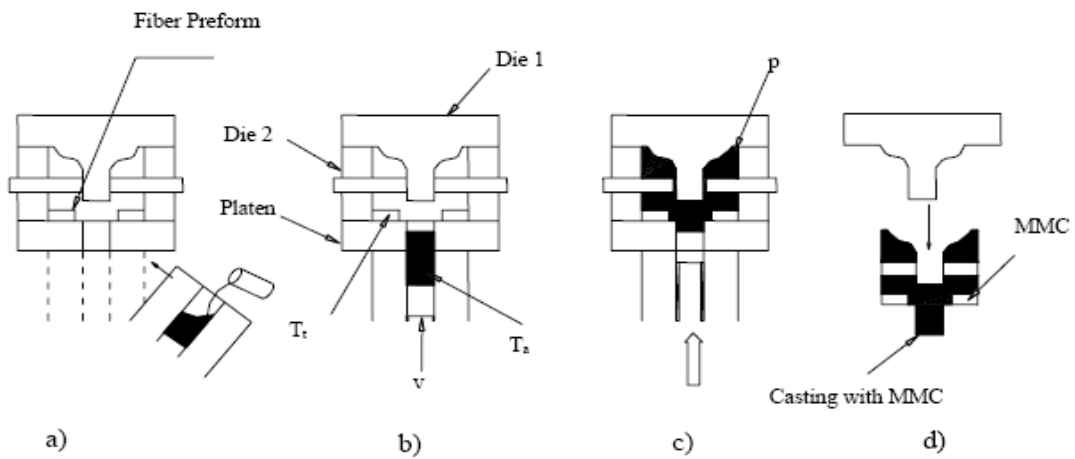 Fiber Preform
Die 1
p
Die 2
Platen
MMC
Tₜ
Tₐ
v
Casting with MMC
a)
b)
c)
d)